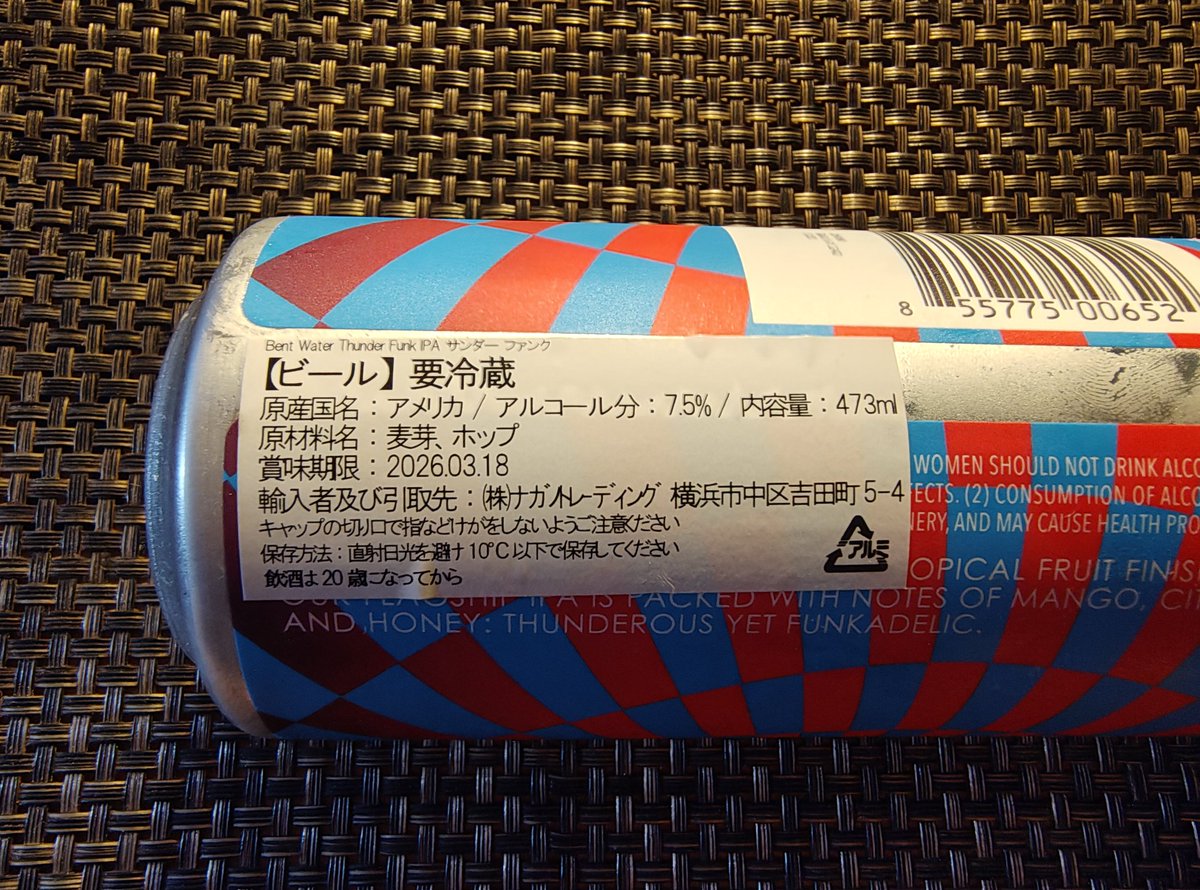 8 55775 00652
Bent Water Thunder Funk IPA サンダー ファンク
【ビール】要冷蔵
原産国名：アメリカ / アルコール分：7.5% / 内容量：473ml
原材料名：麦芽、ホップ
賞味期限：2026.03.18
輸入者及び引取先：㈱ナガノトレーディング 横浜市中区吉田町5-4
キャップの切り口で指などけがをしないようご注意ください
保存方法：直射日光を避け10℃以下で保存してください
飲酒は20歳になってから
アルミ
WOMEN SHOULD NOT DRINK
(2) CONSUMPTION OF
AND MAY CAUSE HEALTH
FRUIT
OUR FLAGSHIP IPA IS PACKED WITH NOTES OF MANGO,
AND HONEY: THUNDEROUS YET FUNKADELIC.